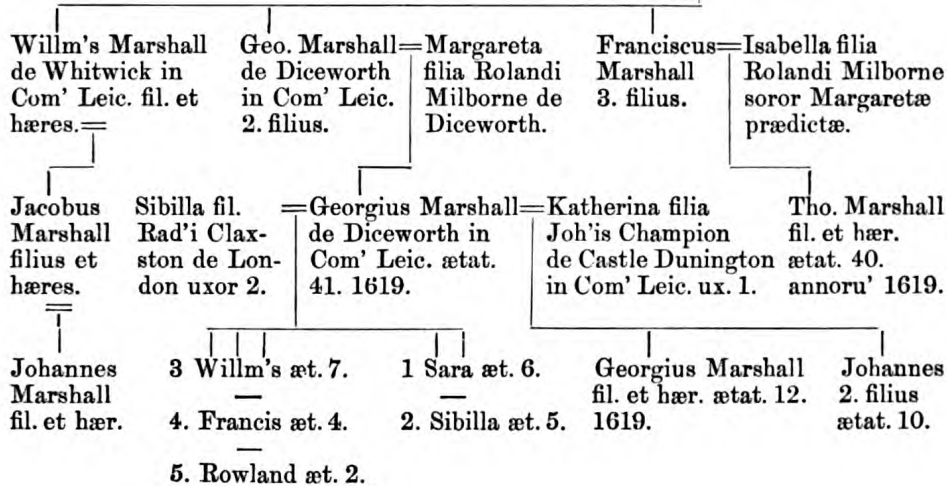 Willm's Marshall
de Whitwick in
Com' Leic. fil. et
hæres.=
Geo. Marshall=
de Diceworth
in Com' Leic.
2. filius.
Margareta
filia Rolandi
Milborne de
Diceworth.
Franciscus=
Marshall
3. filius.
Isabella filia
Rolandi Milborne
soror Margaretæ
prædictæ.
Jacobus
Marshall
filius et
hæres.
=
Sibilla fil.
Rad'i Clax-
ston de Lon-
don uxor 2.
=Georgius Marshall=
de Diceworth in
Com' Leic. ætat.
41. 1619.
Katherina filia
Joh'is Champion
de Castle Dunington
in Com' Leic. ux. 1.
Tho. Marshall
fil. et hær.
ætat. 40.
annoru' 1619.
Johannes
Marshall
fil. et hær.
3 Willm's æt. 7.
—
4. Francis æt. 4.
—
5. Rowland æt. 2.
1 Sara æt. 6.
—
2. Sibilla æt. 5.
Georgius Marshall
fil. et hær. ætat. 12.
1619.
Johannes
2. filius
ætat. 10.